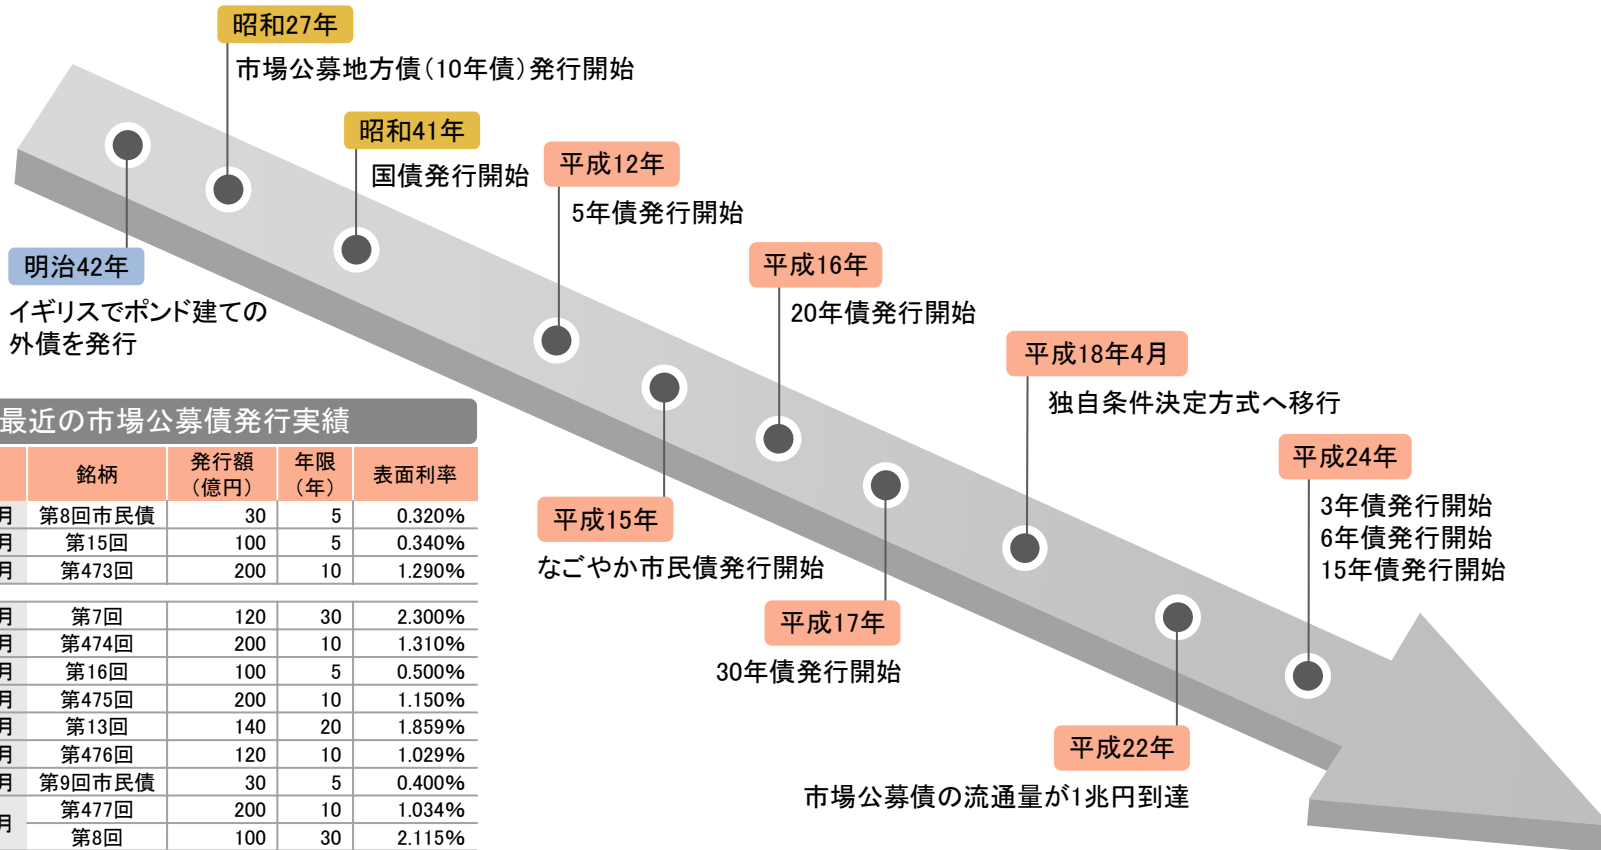 昭和27年
市場公募地方債（10年債）発行開始
昭和41年
国債発行開始
平成12年
5年債発行開始
明治42年
イギリスでポンド建ての
外債を発行
平成16年
20年債発行開始
平成18年4月
独自条件決定方式へ移行
平成24年
3年債発行開始
6年債発行開始
15年債発行開始
平成15年
なごやか市民債発行開始
平成17年
30年債発行開始
平成22年
市場公募債の流通量が1兆円到達
最近の市場公募債発行実績
銘柄 発行額（億円） 年限（年） 表面利率
月 第8回市民債 30 5 0.320%
月 第15回 100 5 0.340%
月 第473回 200 10 1.290%
月 第7回 120 30 2.300%
月 第474回 200 10 1.310%
月 第16回 100 5 0.500%
月 第475回 200 10 1.150%
月 第13回 140 20 1.859%
月 第476回 120 10 1.029%
月 第9回市民債 30 5 0.400%
月 第477回 200 10 1.034%
第8回 100 30 2.115%